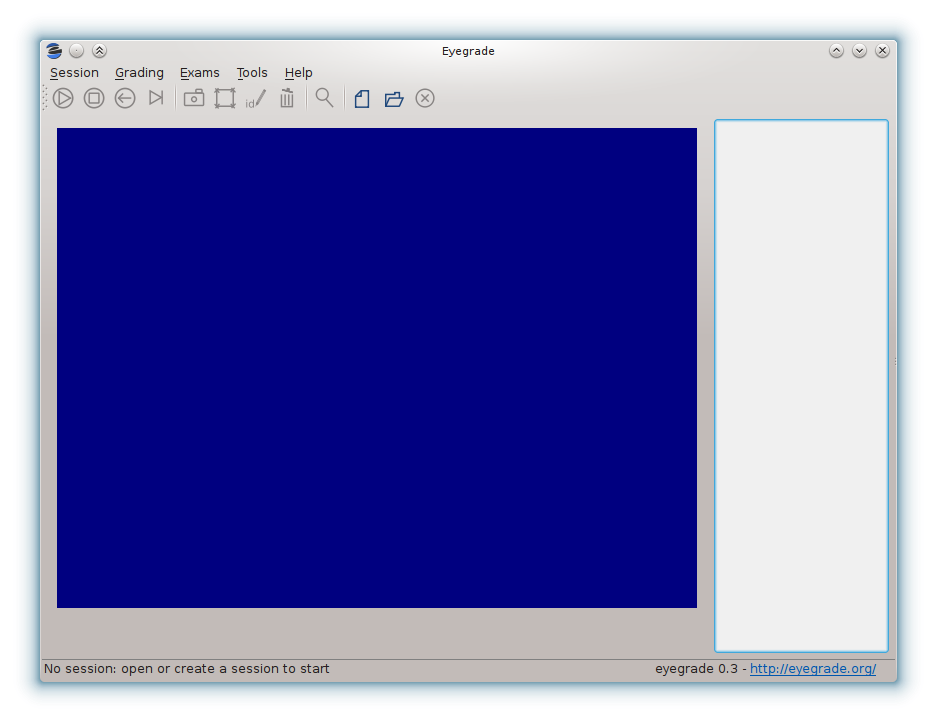 Eyegrade
Session Grading Exams Tools Help
id
No session: open or create a session to start eyegrade 0.3 - http://eyegrade.org/